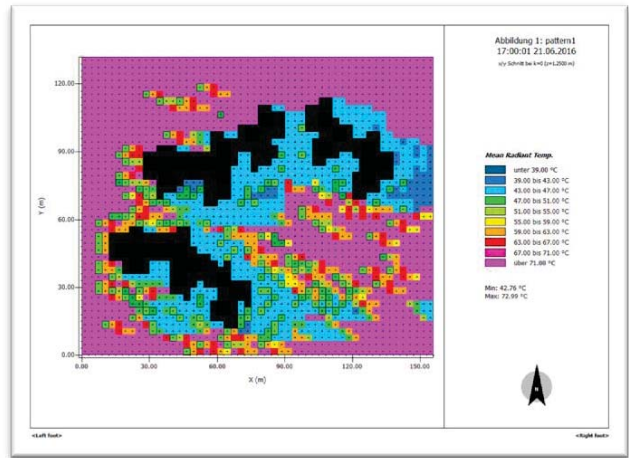 Abbildung 1: pattern1
17:00:01 21.06.2016
x/y Schnitt be k=0 (z=1.2500 m)
120.00
90.00
Y (m)
60.00
30.00
0.00
0.00 30.00 60.00 90.00 120.00 150.00
X (m)
Mean Radiant Temp.
unter 39.00 °C
39.00 bis 43.00 °C
43.00 bis 47.00 °C
47.00 bis 51.00 °C
51.00 bis 55.00 °C
55.00 bis 59.00 °C
59.00 bis 63.00 °C
63.00 bis 67.00 °C
67.00 bis 71.00 °C
über 71.00 °C
Min: 42.76 °C
Max: 72.99 °C
N
<Left foot>
<Right foot>